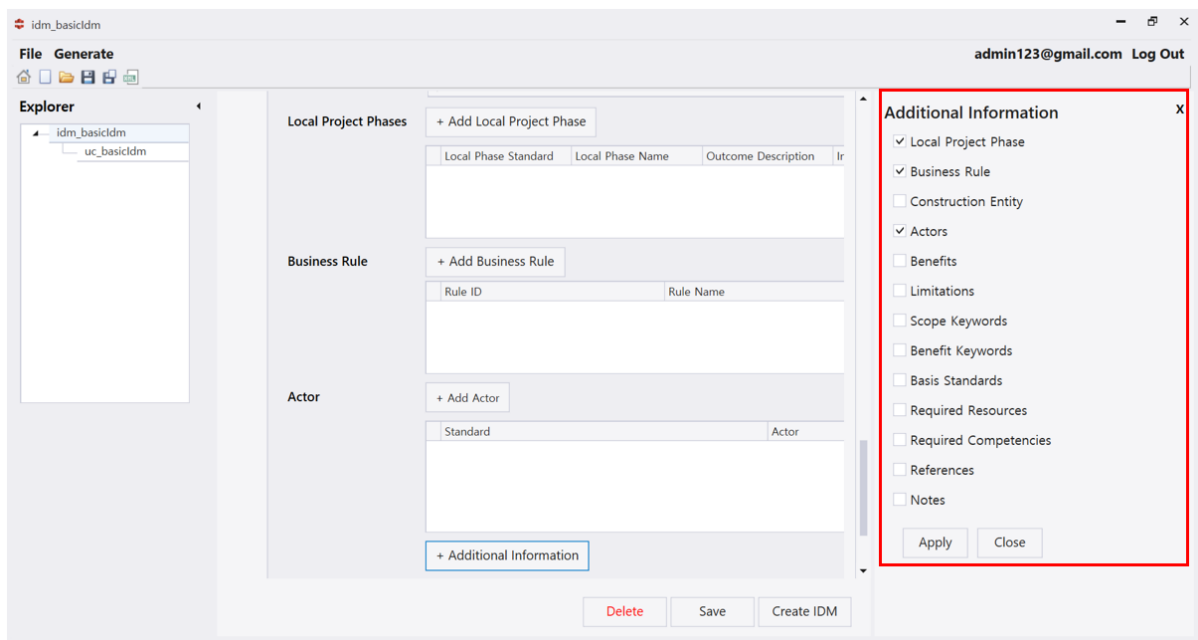 idm_basicIdm
File Generate
admin123@gmail.com Log Out
Explorer
idm_basicIdm
uc_basicIdm
Local Project Phases
+ Add Local Project Phase
Local Phase Standard Local Phase Name Outcome Description In
Business Rule
+ Add Business Rule
Rule ID Rule Name
Actor
+ Add Actor
Standard Actor
+ Additional Information
Delete Save Create IDM
Additional Information x
Local Project Phase
Business Rule
Construction Entity
Actors
Benefits
Limitations
Scope Keywords
Benefit Keywords
Basis Standards
Required Resources
Required Competencies
References
Notes
Apply Close